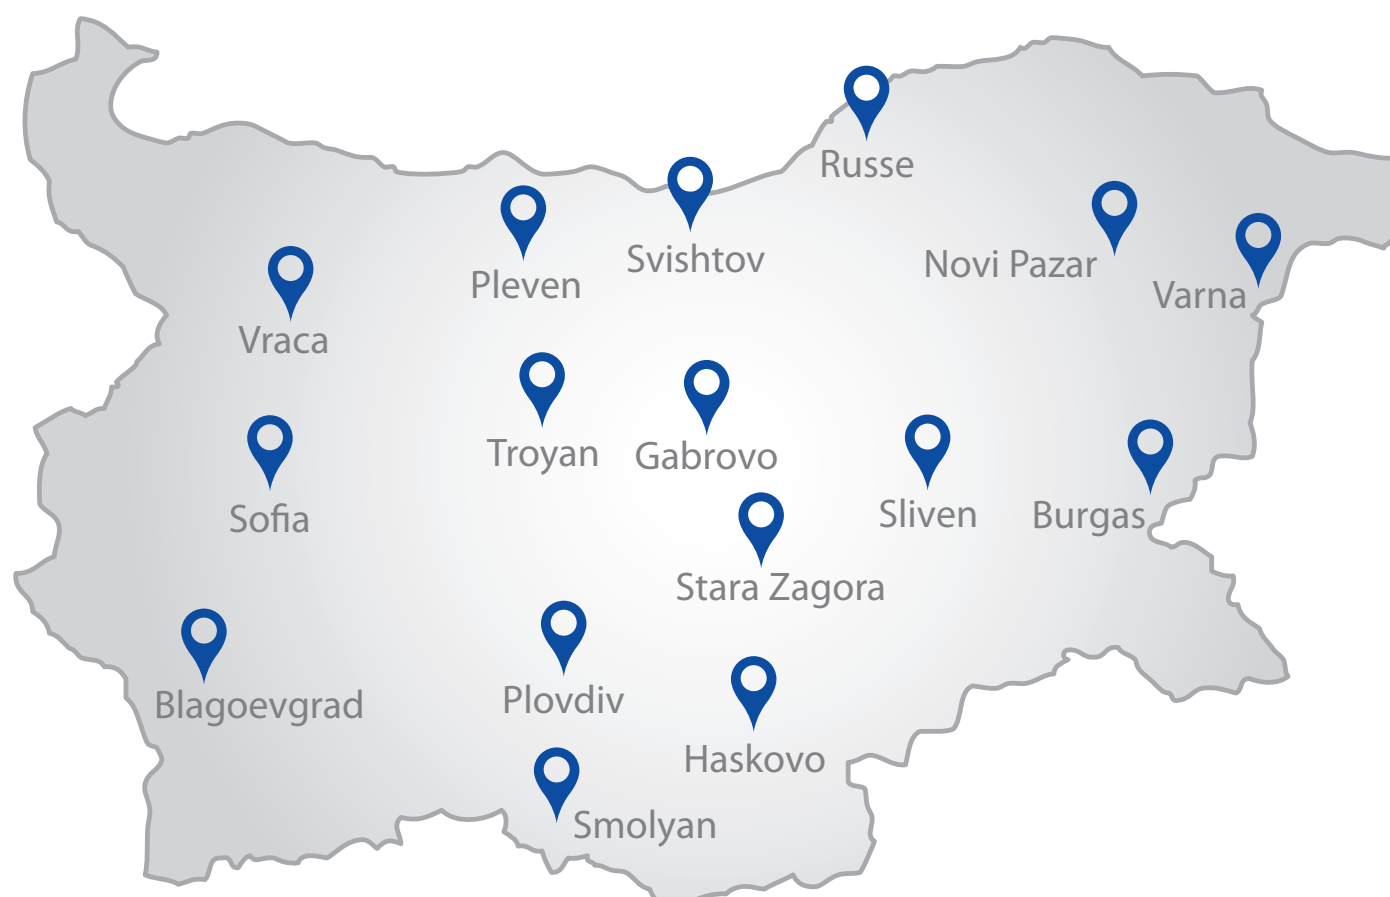 Russe
Svishtov
Novi Pazar
Pleven
Varna
Vraca
Troyan
Gabrovo
Sliven
Burgas
Sofia
Stara Zagora
Plovdiv
Blagoevgrad
Haskovo
Smolyan